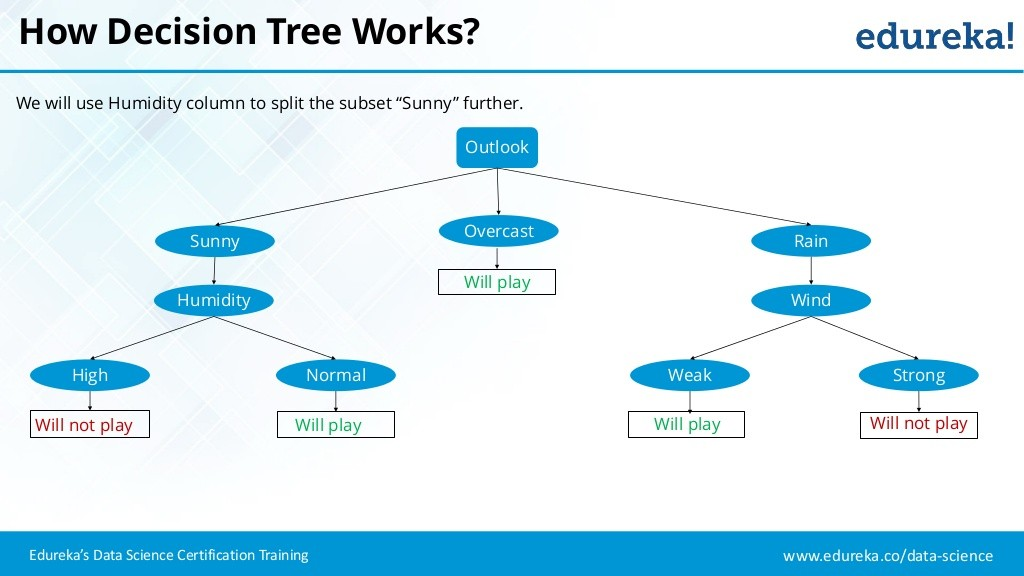 How Decision Tree Works?
edureka!
We will use Humidity column to split the subset “Sunny” further.
Outlook
Sunny
Overcast
Rain
Will play
Humidity
Wind
High
Normal
Weak
Strong
Will not play
Will play
Will play
Will not play
Edureka’s Data Science Certification Training
www.edureka.co/data-science